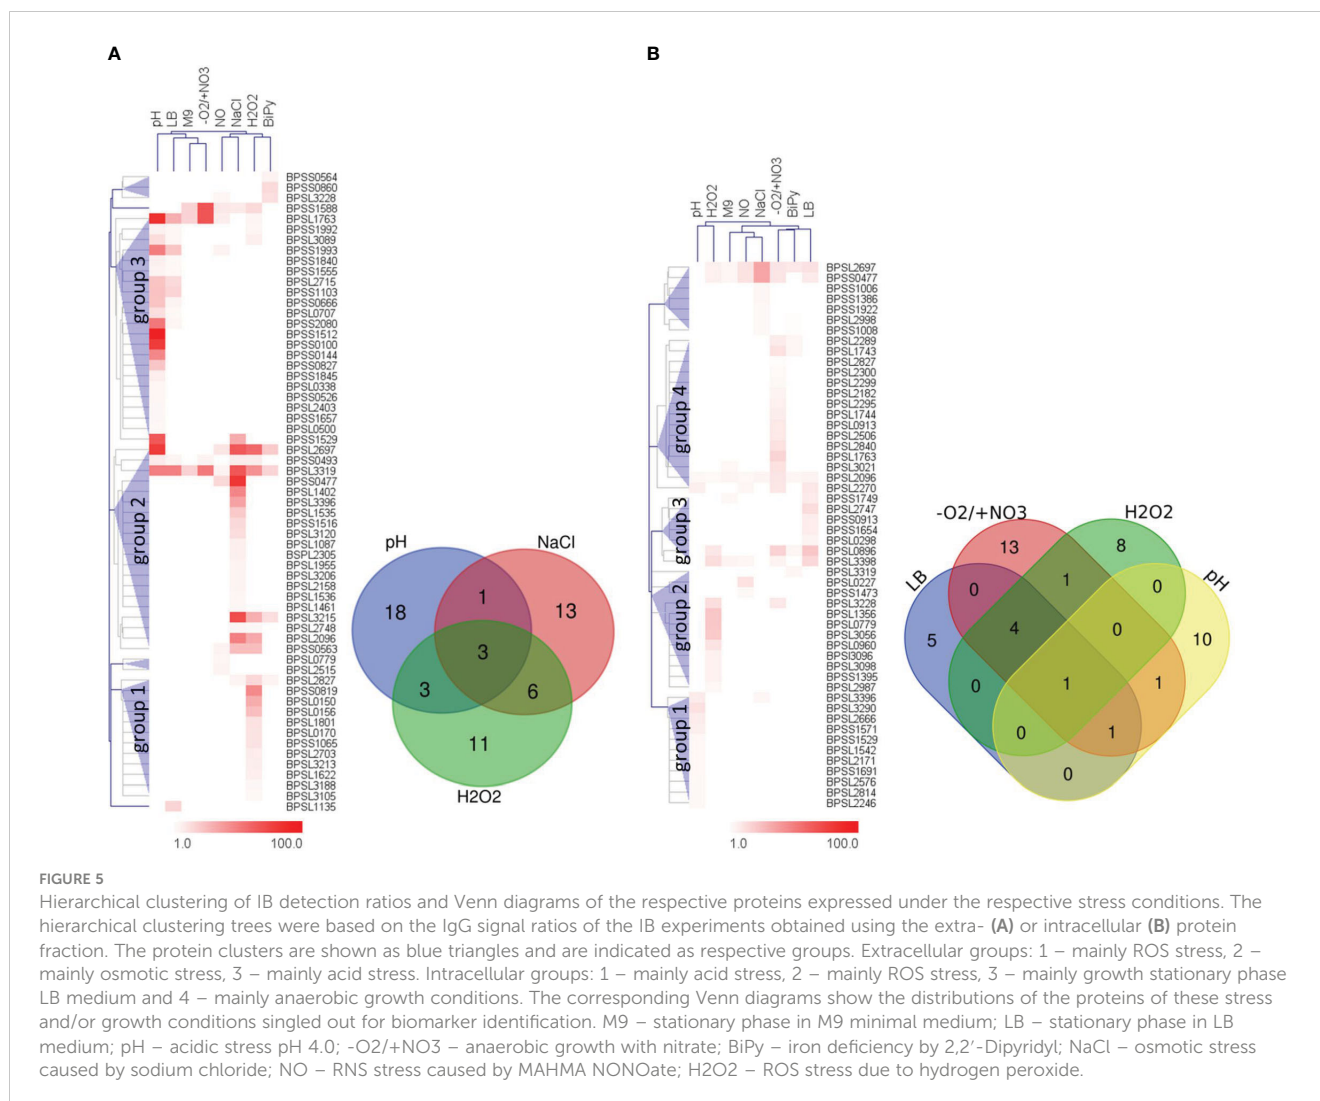 A
pH
LB
M9
-O2/+NO3
NO
NaCl
H2O2
BiPy
group 3
group 2
group 1
BPSS0564
BPSS0860
BPSL3228
BPSS1588
BPSL1763
BPSS1992
BPSL3089
BPSS1993
BPSS1840
BPSS1555
BPSL2715
BPSS1103
BPSS0666
BPSL0707
BPSS2080
BPSS1512
BPSS0100
BPSS0144
BPSS0827
BPSS1845
BPSL0338
BPSS0526
BPSL2403
BPSS1657
BPSL0500
BPSS1529
BPSL2697
BPSS0493
BPSL3319
BPSS0477
BPSL1402
BPSL3396
BPSL1535
BPSS1516
BPSL3120
BPSL1087
BSPL2305
BPSL1955
BPSL3206
BPSL2158
BPSL1536
BPSL1461
BPSL3215
BPSL2748
BPSL2096
BPSS0563
BPSL0779
BPSL2515
BPSL2827
BPSS0819
BPSL0150
BPSL0156
BPSL1801
BPSL0170
BPSS1065
BPSL2703
BPSL3213
BPSL1622
BPSL3188
BPSL3105
BPSL1135
1.0
100.0
pH
NaCl
18
1
13
3
3
6
11
H2O2
B
pH
H2O2
M9
NO
NaCl
-O2/+NO3
BiPy
LB
group 4
group 3
group 2
group 1
BPSL2697
BPSS0477
BPSS1006
BPSS1386
BPSS1922
BPSL2998
BPSS1008
BPSL2289
BPSL1743
BPSL2827
BPSL2300
BPSL2299
BPSL2182
BPSL2295
BPSL1744
BPSL0913
BPSL2506
BPSL2840
BPSL1763
BPSL3021
BPSL2096
BPSL2270
BPSS1749
BPSL2747
BPSS0913
BPSS1654
BPSL0298
BPSL0896
BPSL3398
BPSL3319
BPSL0227
BPSS1473
BPSL3228
BPSL1356
BPSL0779
BPSL3056
BPSL0960
BPSL3096
BPSL3098
BPSS1395
BPSL2987
BPSL3396
BPSL3290
BPSL2666
BPSS1571
BPSS1529
BPSL1542
BPSL2171
BPSS1691
BPSL2576
BPSL2814
BPSL2246
1.0
100.0
-O2/+NO3
H2O2
LB
pH
13
8
0
1
0
5
4
0
10
0
1
1
0
1
0
FIGURE 5
Hierarchical clustering of IB detection ratios and Venn diagrams of the respective proteins expressed under the respective stress conditions. The
hierarchical clustering trees were based on the IgG signal ratios of the IB experiments obtained using the extra- (A) or intracellular (B) protein
fraction. The protein clusters are shown as blue triangles and are indicated as respective groups. Extracellular groups: 1 – mainly ROS stress, 2 –
mainly osmotic stress, 3 – mainly acid stress. Intracellular groups: 1 – mainly acid stress, 2 – mainly ROS stress, 3 – mainly growth stationary phase
LB medium and 4 – mainly anaerobic growth conditions. The corresponding Venn diagrams show the distributions of the proteins of these stress
and/or growth conditions singled out for biomarker identification. M9 – stationary phase in M9 minimal medium; LB – stationary phase in LB
medium; pH – acidic stress pH 4.0; -O2/+NO3 – anaerobic growth with nitrate; BiPy – iron deficiency by 2,2′-Dipyridyl; NaCl – osmotic stress
caused by sodium chloride; NO – RNS stress caused by MAHMA NONOate; H2O2 – ROS stress due to hydrogen peroxide.